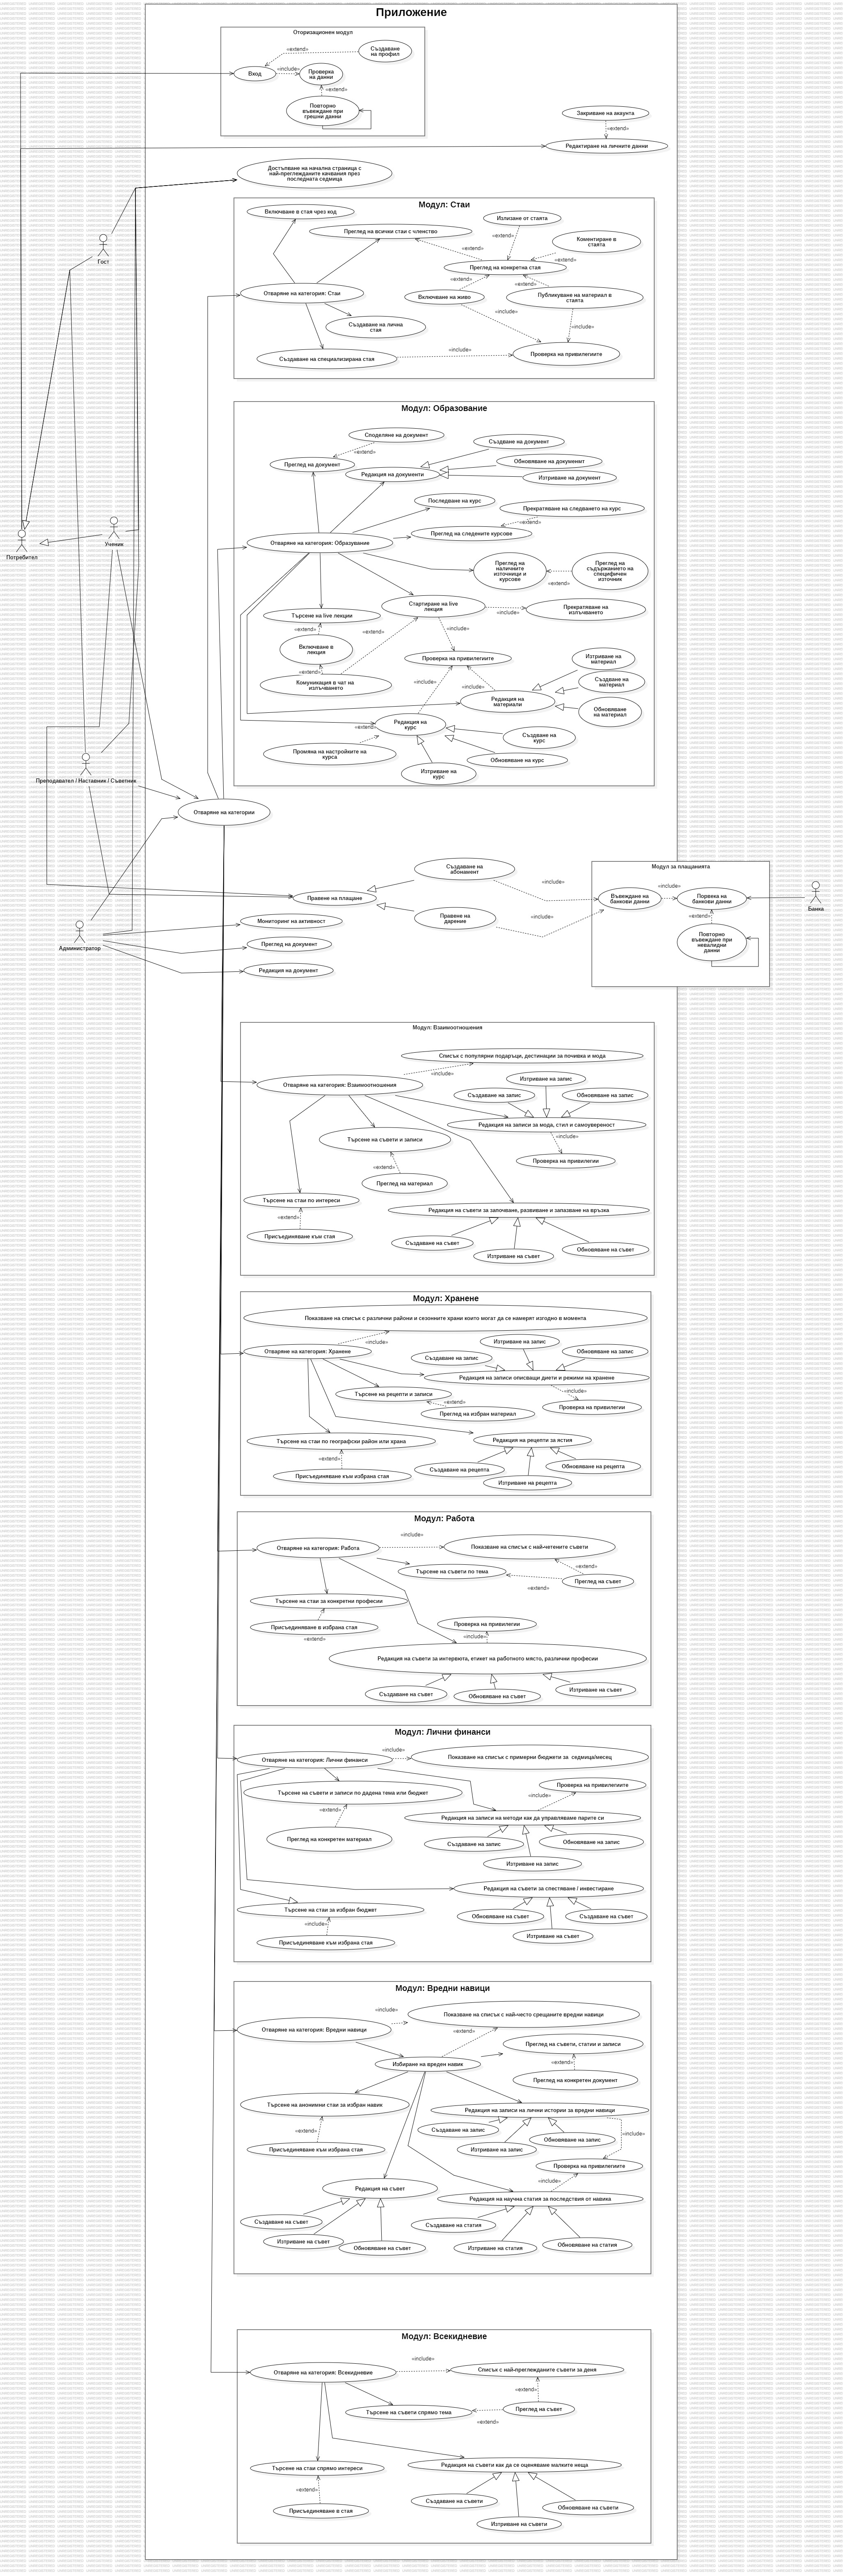 Приложение
Оторизационен модул
«extend»
Създаване
на профил
Вход
«include»
Проверка
на данни
«extend»
Повторно
въвеждане при
грешни данни
Закриване на акаунта
«extend»
Редактиране на личните данни
Достъпване на начална страница с
най-преглежданите качвания през
последната седмица
Гост
Модул: Стаи
Включване в стая чрез код
Излизане от стаята
Преглед на всички стаи с членство
«extend»
Коментиране в
стаята
«extend»
«extend»
Преглед на конкретна стая
«extend»
«extend»
Отваряне на категория: Стаи
Включване на живо
Публикуване на материал в
стаята
«include»
Създаване на лична
стая
«include»
«include»
Създаване на специализирана стая
Проверка на привилегиите
Модул: Образование
Споделяне на документ
Създване на документ
«extend»
Преглед на документ
Обновяване на докуменит
Редакция на документи
Изтриване на документ
Последване на курс
Прекратяване на следването на курс
«extend»
Преглед на следените курсове
Отваряне на категория: Образувание
Ученик
Потребител
Преглед на
наличните
източници и
курсове
Преглед на
съдържанието на
специфичен
източник
«extend»
Стартиране на live
лекция
«include»
Прекратяване на
излъчването
Търсене на live лекции
«extend»
«extend»
«include»
Включване в
лекция
Проверка на привилегиите
Изтриване на
материал
«extend»
Комуникация в чат на
излъчването
«include»
«include»
Създване на
материал
Редакция на
материали
Обновяване
на материал
Редакция на
курс
«extend»
Създване на
курс
Промяна на настройките на
курса
Обновяване на курс
Изтриване на
курс
Преподавател / Наставник / Съветник
Отваряне на категории
Създаване на
абонамент
«include»
Модул за плащанията
Правене на плащане
Въвеждане на
банкови данни
«include»
Порвека на
банкови данни
Банка
Правене на
дарение
«include»
«extend»
Повторно
въвеждане при
невалидни
данни
Администратор
Мониторинг на активност
Преглед на документ
Редакция на документ
Модул: Взаимоотношения
Списък с популярни подаръци, дестинации за почивка и мода
«include»
Отваряне на категория: Взаимоотношения
Изтриване на запис
Създаване на запис
Обновяване на запис
Редакция на записи за мода, стил и самоувереност
«include»
Търсене на съвети и записи
Проверка на привилегии
«extend»
Преглед на материал
Търсене на стаи по интереси
Редакция на съвети за започване, развиване и запазване на връзка
«extend»
Присъединяване към стая
Създаване на съвет
Изтриване на съвет
Обновяване на съвет
Модул: Хранене
Показване на списък с различни райони и сезонните храни които могат да се намерят изгодно в момента
«include»
Изтриване на запис
Отваряне на категория: Хранене
Създаване на запис
Обновяване на запис
Редакция на записи описващи диети и режими на хранене
Търсене на рецепти и записи
«include»
«extend»
Проверка на привилегии
Преглед на избран материал
Търсене на стаи по географски район или храна
Редакция на рецепти за ястия
«extend»
Създаване на рецепта
Обновяване на рецепта
Присъединяване към избрана стая
Изтриване на рецепта
Модул: Работа
«include»
Отваряне на категория: Работа
Показване на списък с най-четените съвети
«extend»
Търсене на съвети по тема
Преглед на съвет
«extend»
Търсене на стаи за конкретни професии
Присъединяване в избрана стая
«extend»
Проверка на привилегии
«include»
Редакция на съвети за интервюта, етикет на работното място, различни професии
Създаване на съвет
Обновяване на съвет
Изтриване на съвет
Модул: Лични финанси
«include»
Отваряне на категория: Лични финанси
Показване на списък с примерни бюджети за седмица/месец
Проверка на привилегиите
Търсене на съвети и записи по дадена тема или бюджет
«include»
«extend»
Редакция на записи на методи как да управляваме парите си
Преглед на конкретен материал
Създаване на запис
Обновяване на запис
Изтриване на запис
Редакция на съвети за спестяване / инвестиране
Търсене на стаи за избран бюджет
Обновяване на съвет
Създаване на съвет
«include»
Изтриване на съвет
Присъединяване към избрана стая
Модул: Вредни навици
«include»
Показване на списък с най-често срещаните вредни навици
Отваряне на категория: Вредни навици
«extend»
Преглед на съвети, статии и записи
Избиране на вреден навик
«extend»
Преглед на конкретен документ
Търсене на анонимни стаи за избран навик
Редакция на записи на лични истории за вредни навици
Създаване на запис
«extend»
«include»
Обновяване на запис
Присъединяване към избрана стая
Изтриване на запис
Проверка на привилегиите
«include»
Редакция на съвет
Редакция на научна статия за последствия от навика
Създаване на съвет
Създаване на статия
Изтриване на съвет
Обновяване на съвет
Изтриване на статия
Обновяване на статия
Модул: Всекидневие
«include»
Отваряне на категория: Всекидневие
Списък с най-преглежданите съвети за деня
«extend»
Търсене на съвети спрямо тема
Преглед на съвет
«extend»
Търсене на стаи спрямо интереси
Редакция на съвети как да се оценяваме малките неща
«extend»
Създаване на съвети
Присъединяване в стая
Обновяване на съвети
Изтриване на съвети